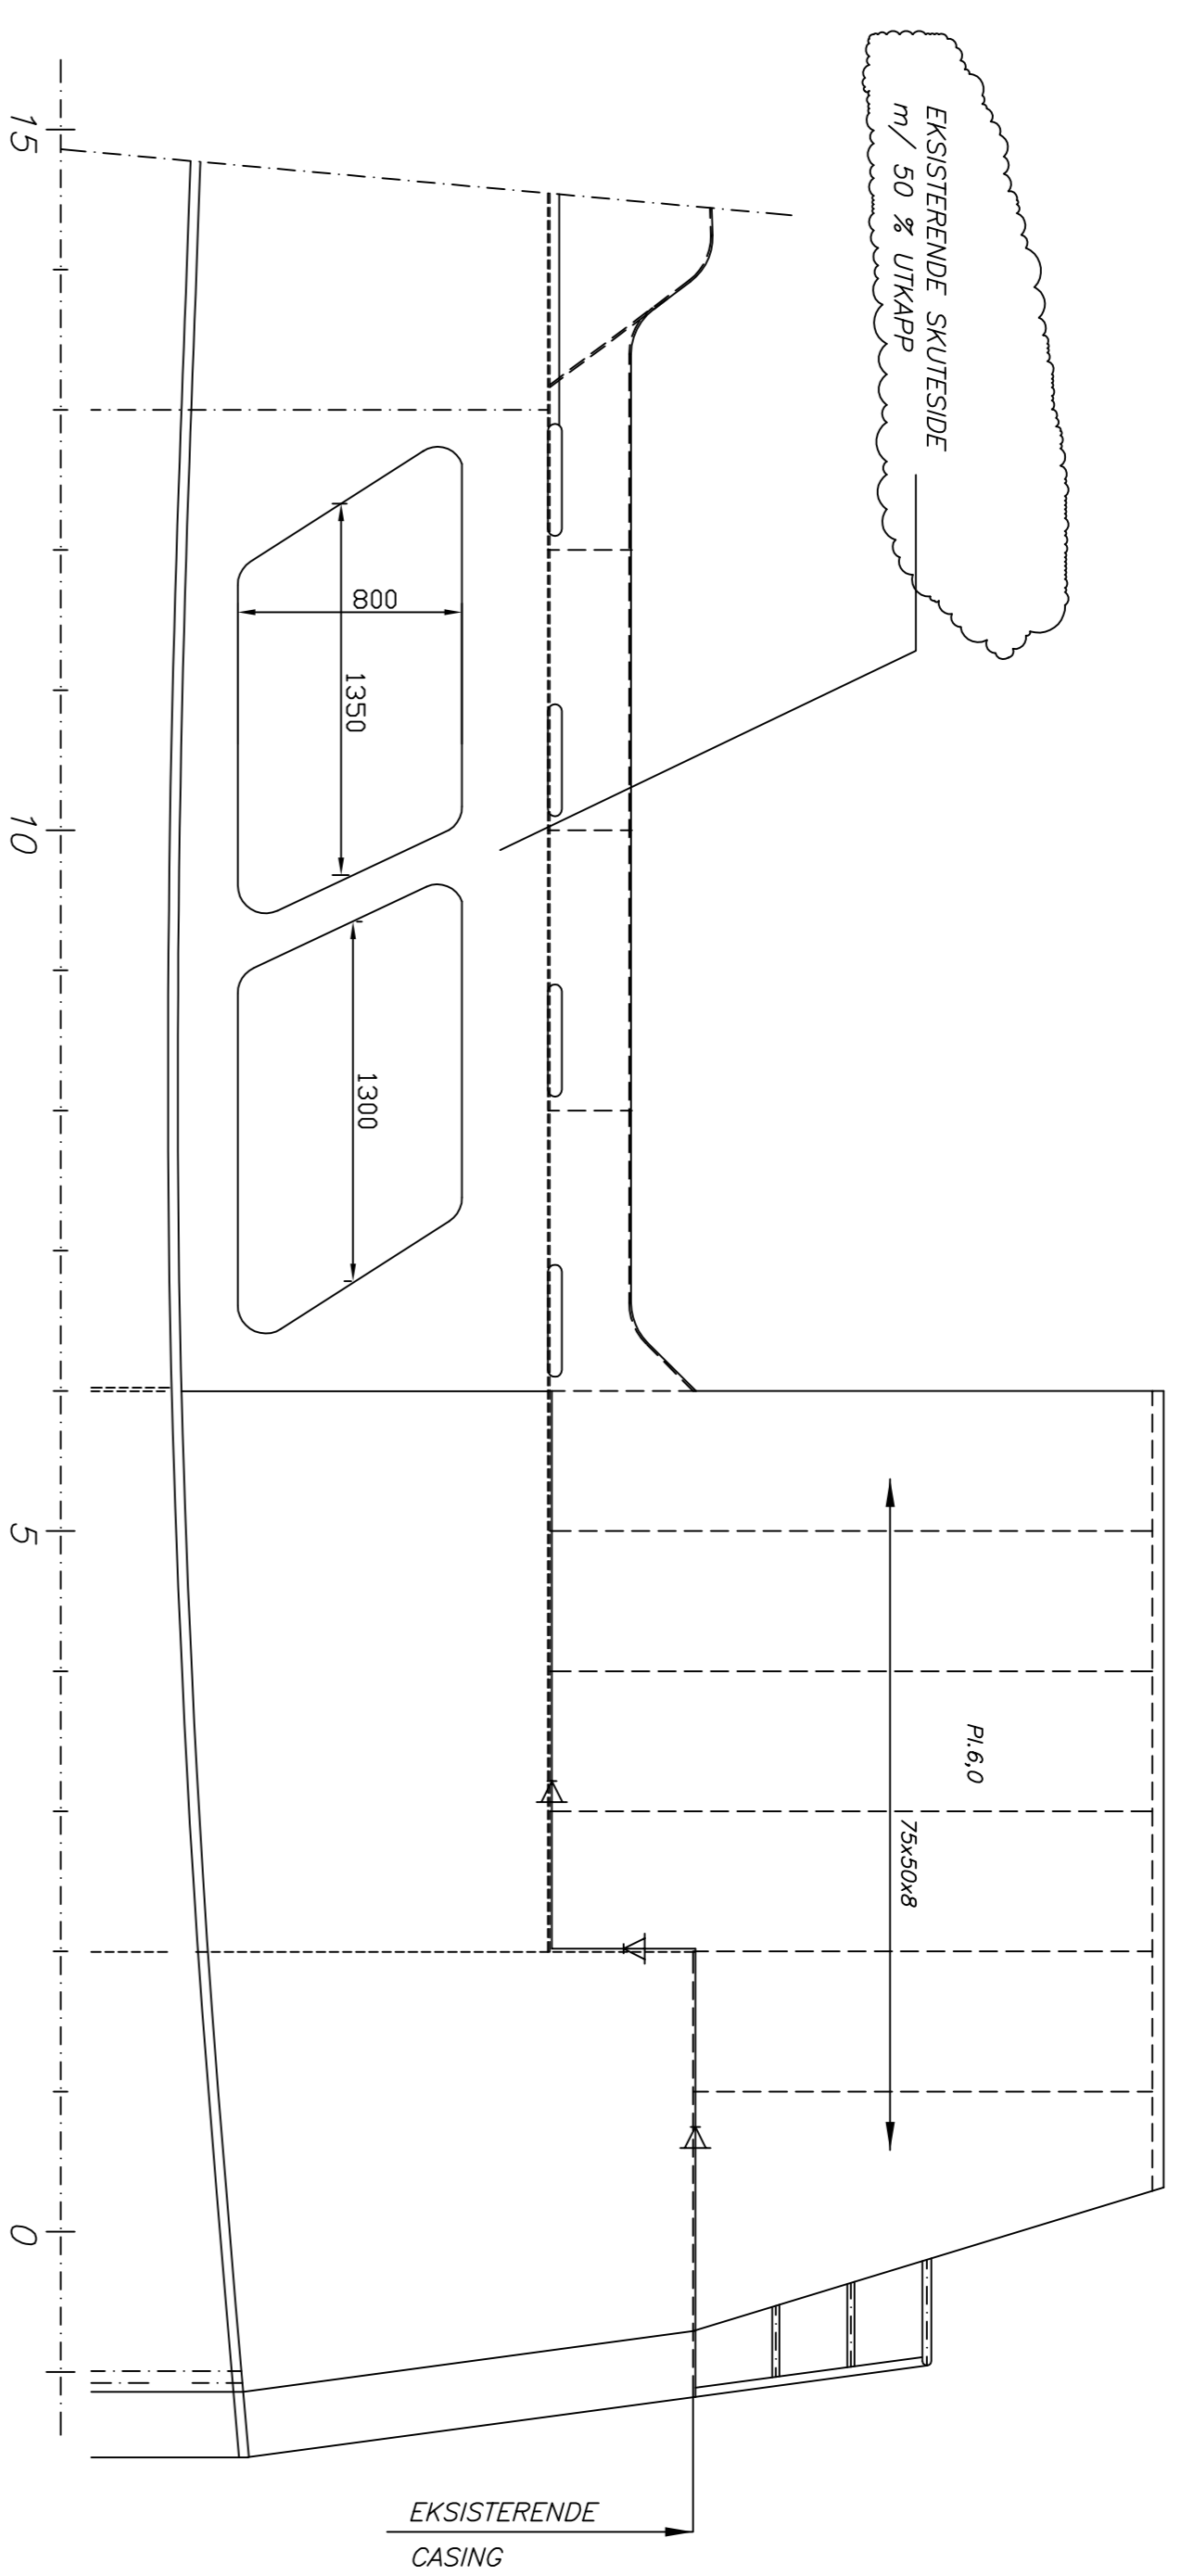 EKSISTERENDE SKUTESIDE
m/ 50 % UTKAPP
15
800
1350
10
1300
5
Pl.6,0
75x50x8
0
EKSISTERENDE
CASING